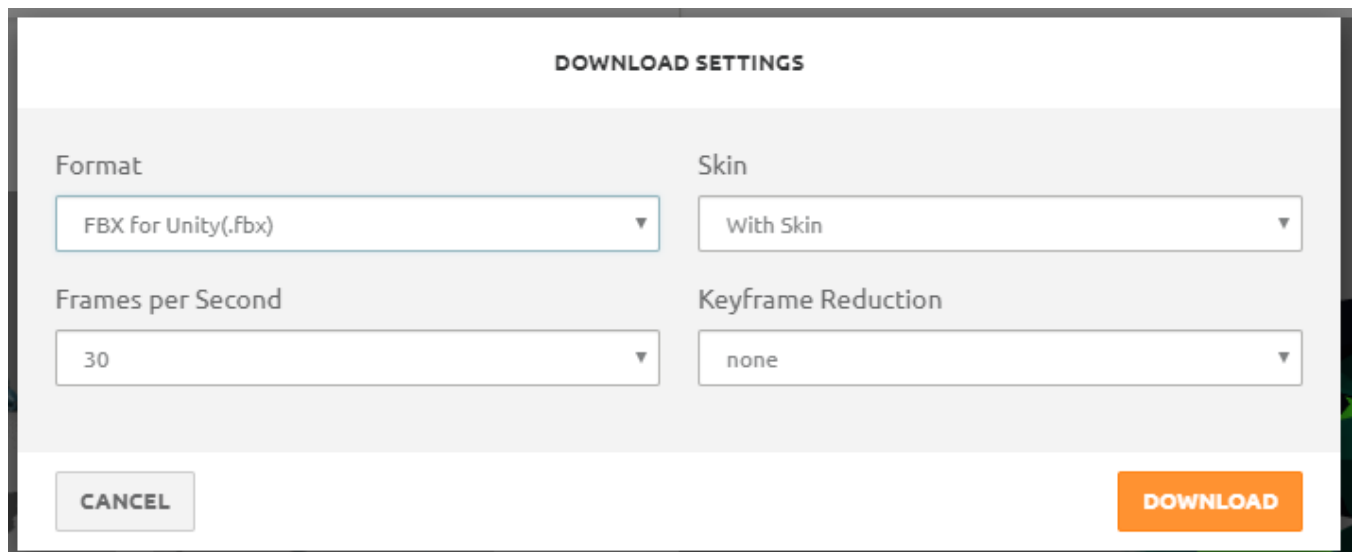 DOWNLOAD SETTINGS
Format
Skin
FBX for Unity(.fbx)
With Skin
Frames per Second
Keyframe Reduction
30
none
CANCEL
DOWNLOAD